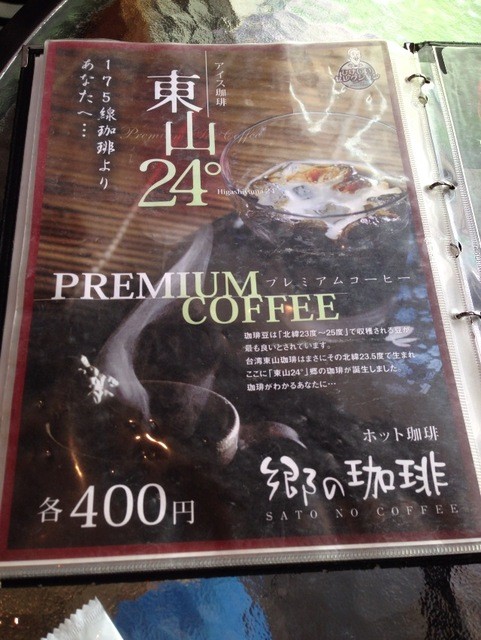 175線珈琲より
あなたへ…
アイス珈琲
東山
24°
Higashiyama 24°
Premium Ice Coffee
PREMIUM
プレミアムコーヒー
COFFEE
珈琲豆は「北緯23度〜25度」で収穫される豆が
最も良いとされています。
台湾東山珈琲はまさにその北緯23.5度で生まれ
ここに「東山24°」郷の珈琲が誕生しました
珈琲がわかるあなたに…
ホット珈琲
郷の珈琲
SATO NO COFFEE
各400円